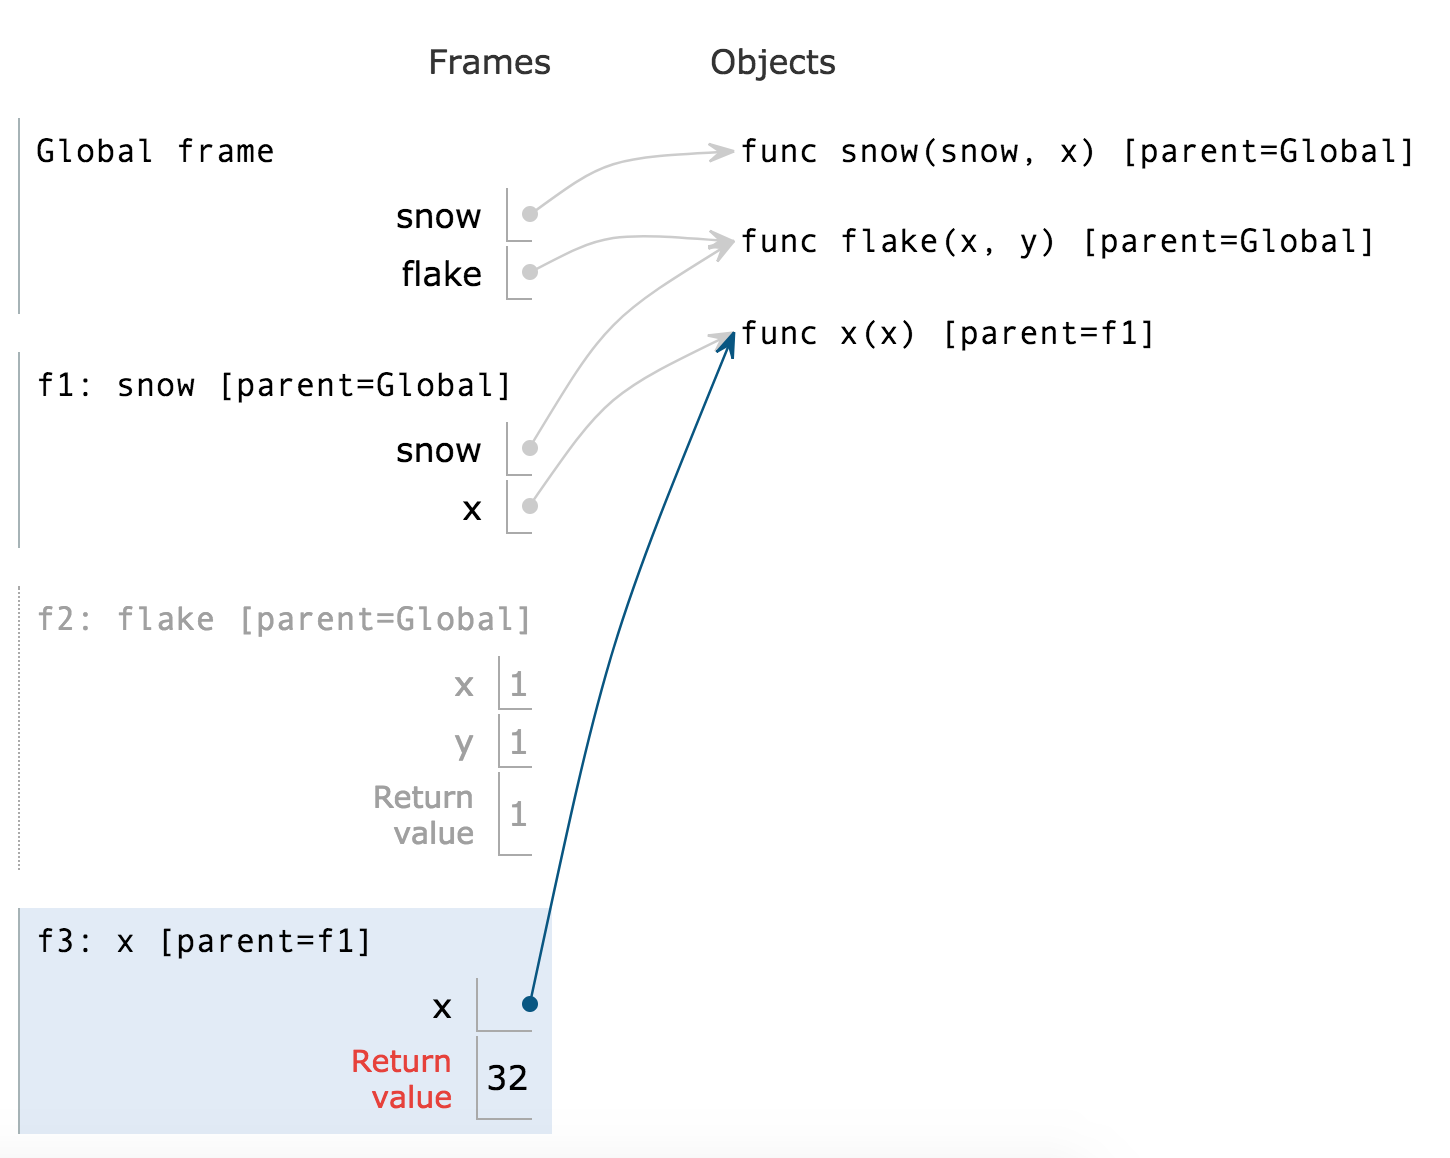 Frames Objects
Global frame
snow
flake
func snow(snow, x) [parent=Global]
func flake(x, y) [parent=Global]
func x(x) [parent=f1]
f1: snow [parent=Global]
snow
x
f2: flake [parent=Global]
x 1
y 1
Return
value 1
f3: x [parent=f1]
x
Return
value 32